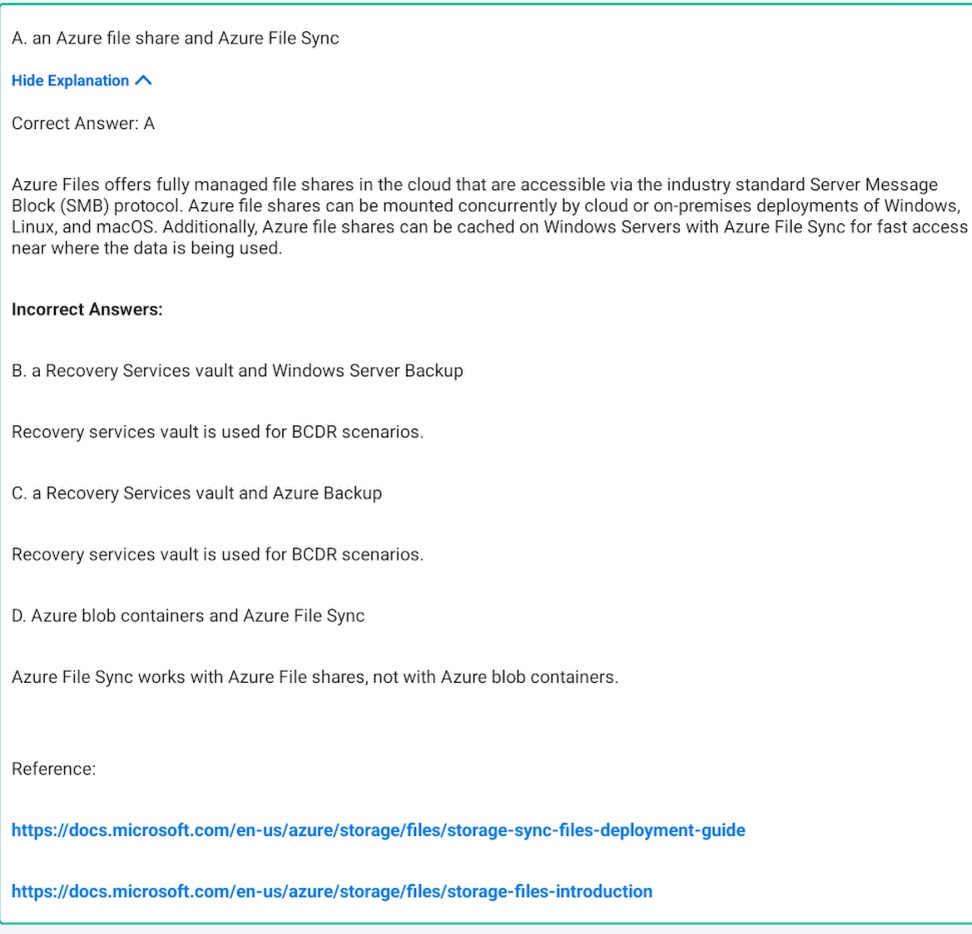 A. an Azure file share and Azure File Sync
Hide Explanation
Correct Answer: A
Azure Files offers fully managed file shares in the cloud that are accessible via the industry standard Server Message
Block (SMB) protocol. Azure file shares can be mounted concurrently by cloud or on-premises deployments of Windows,
Linux, and macOS. Additionally, Azure file shares can be cached on Windows Servers with Azure File Sync for fast access
near where the data is being used.
Incorrect Answers:
B. a Recovery Services vault and Windows Server Backup
Recovery services vault is used for BCDR scenarios.
C. a Recovery Services vault and Azure Backup
Recovery services vault is used for BCDR scenarios.
D. Azure blob containers and Azure File Sync
Azure File Sync works with Azure File shares, not with Azure blob containers.
Reference:
https://docs.microsoft.com/en-us/azure/storage/files/storage-sync-files-deployment-guide
https://docs.microsoft.com/en-us/azure/storage/files/storage-files-introduction